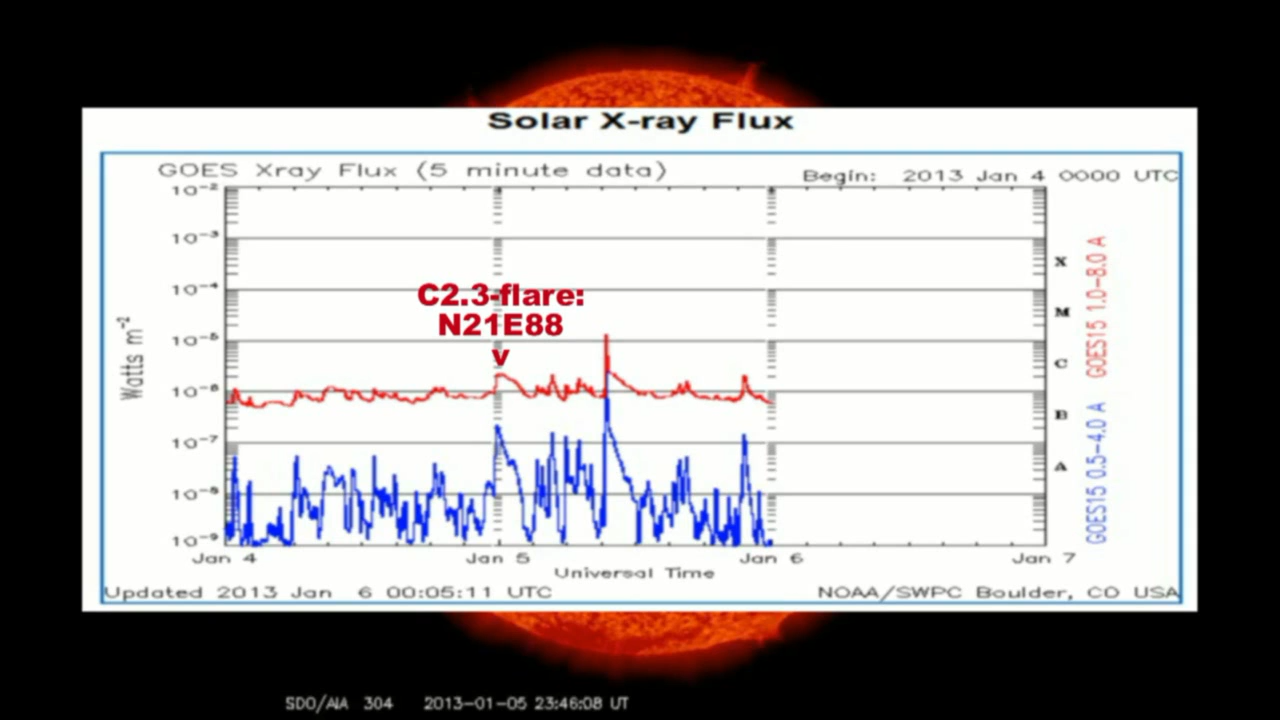 Solar X-ray Flux
GOES Xray Flux (5 minute data)
Begin: 2013 Jan 4 0000 UTC
10⁻²
10⁻³
10⁻⁴
10⁻⁵
10⁻⁶
10⁻⁷
10⁻⁸
10⁻⁹
Watts m⁻²
C2.3-flare:
N21E88
v
X
M
C
B
A
GOES15 1.0-8.0 A
GOES15 0.5-4.0 A
Jan 4 Jan 5 Jan 6 Jan 7
Universal Time
Updated 2013 Jan 6 00:05:11 UTC
NOAA/SWPC Boulder, CO USA
SDO/AIA 304 2013-01-05 23:46:08 UT